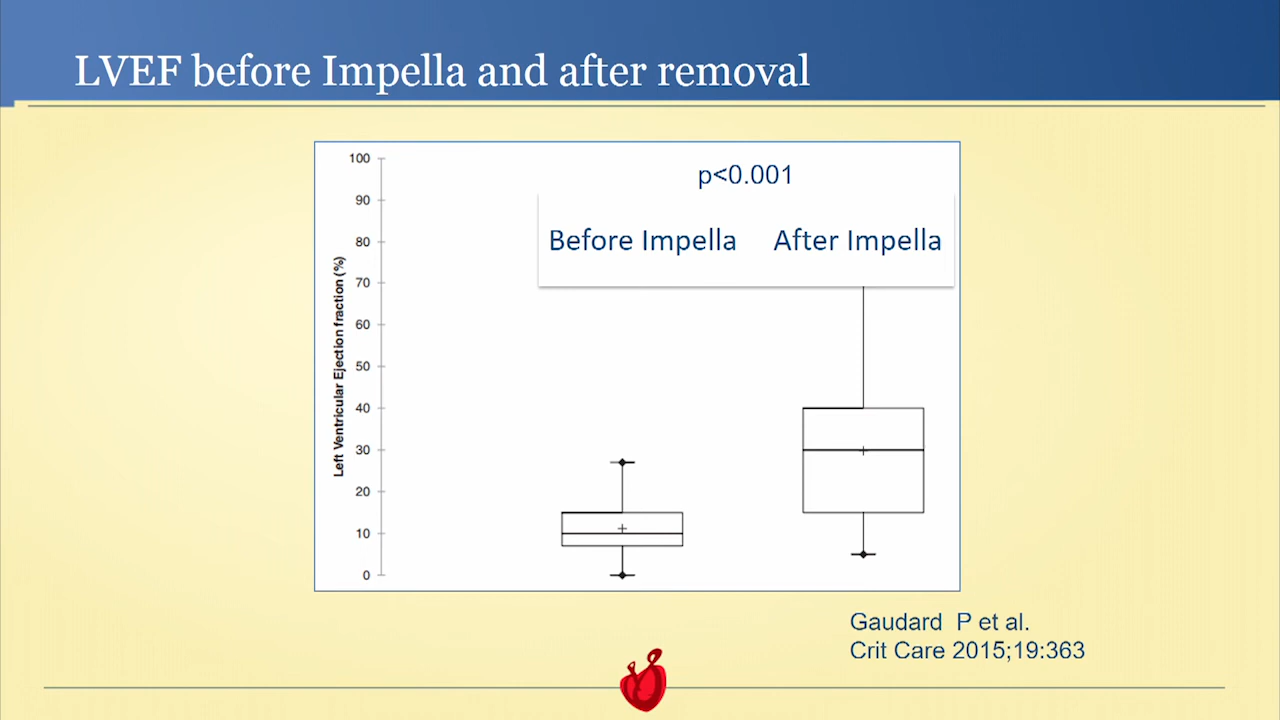 LVEF before Impella and after removal
p<0.001
Before Impella
After Impella
Left Ventricular Ejection fraction (%)
100
90
80
70
60
50
40
30
20
10
0
Gaudard P et al.
Crit Care 2015;19:363